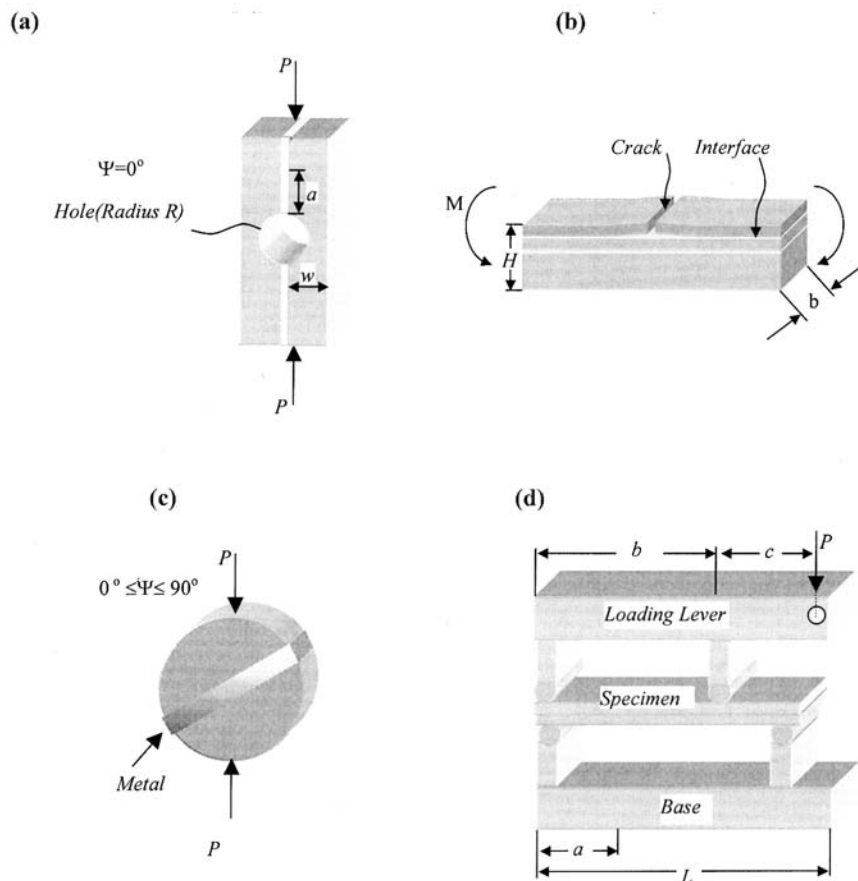 (a)
P
Ψ=0°
Hole(Radius R)
a
w
P
(b)
Crack
Interface
M
H
b
(c)
P
0° ≤Ψ≤ 90°
Metal
P
(d)
b
c
P
Loading Lever
Specimen
Base
a
L